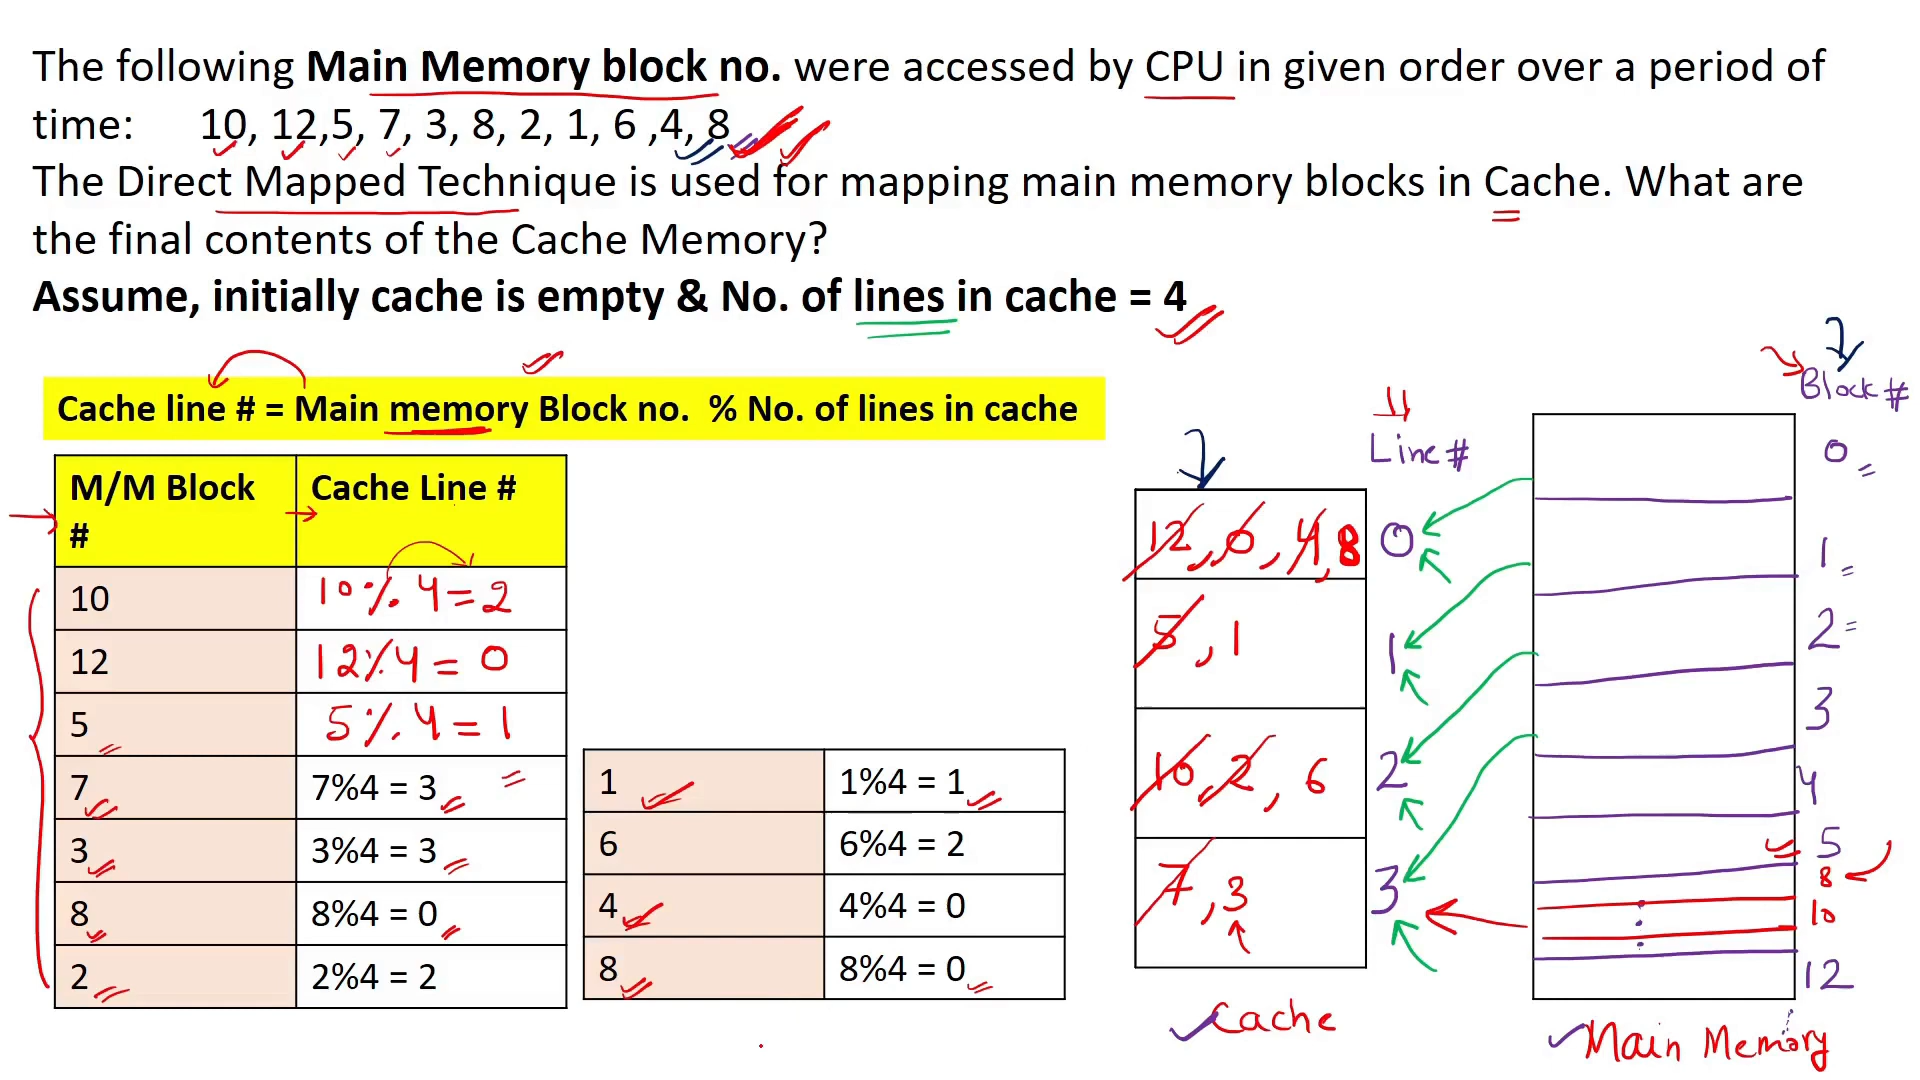 The following Main Memory block no. were accessed by CPU in given order over a period of
time: 10, 12,5, 7, 3, 8, 2, 1, 6 ,4, 8
The Direct Mapped Technique is used for mapping main memory blocks in Cache. What are
the final contents of the Cache Memory?
Assume, initially cache is empty & No. of lines in cache = 4
Cache line # = Main memory Block no. % No. of lines in cache
M/M Block # Cache Line #
10 10% 4 = 2
12 12% 4 = 0
5 5% 4 = 1
7 7%4 = 3
3 3%4 = 3
8 8%4 = 0
2 2%4 = 2
1 1%4 = 1
6 6%4 = 2
4 4%4 = 0
8 8%4 = 0
Line #
12, 0, 4, 8 0
5, 1 1
10, 2, 6 2
7, 3 3
Cache
Block #
0
1
2
3
4
5
8
10
12
Main Memory